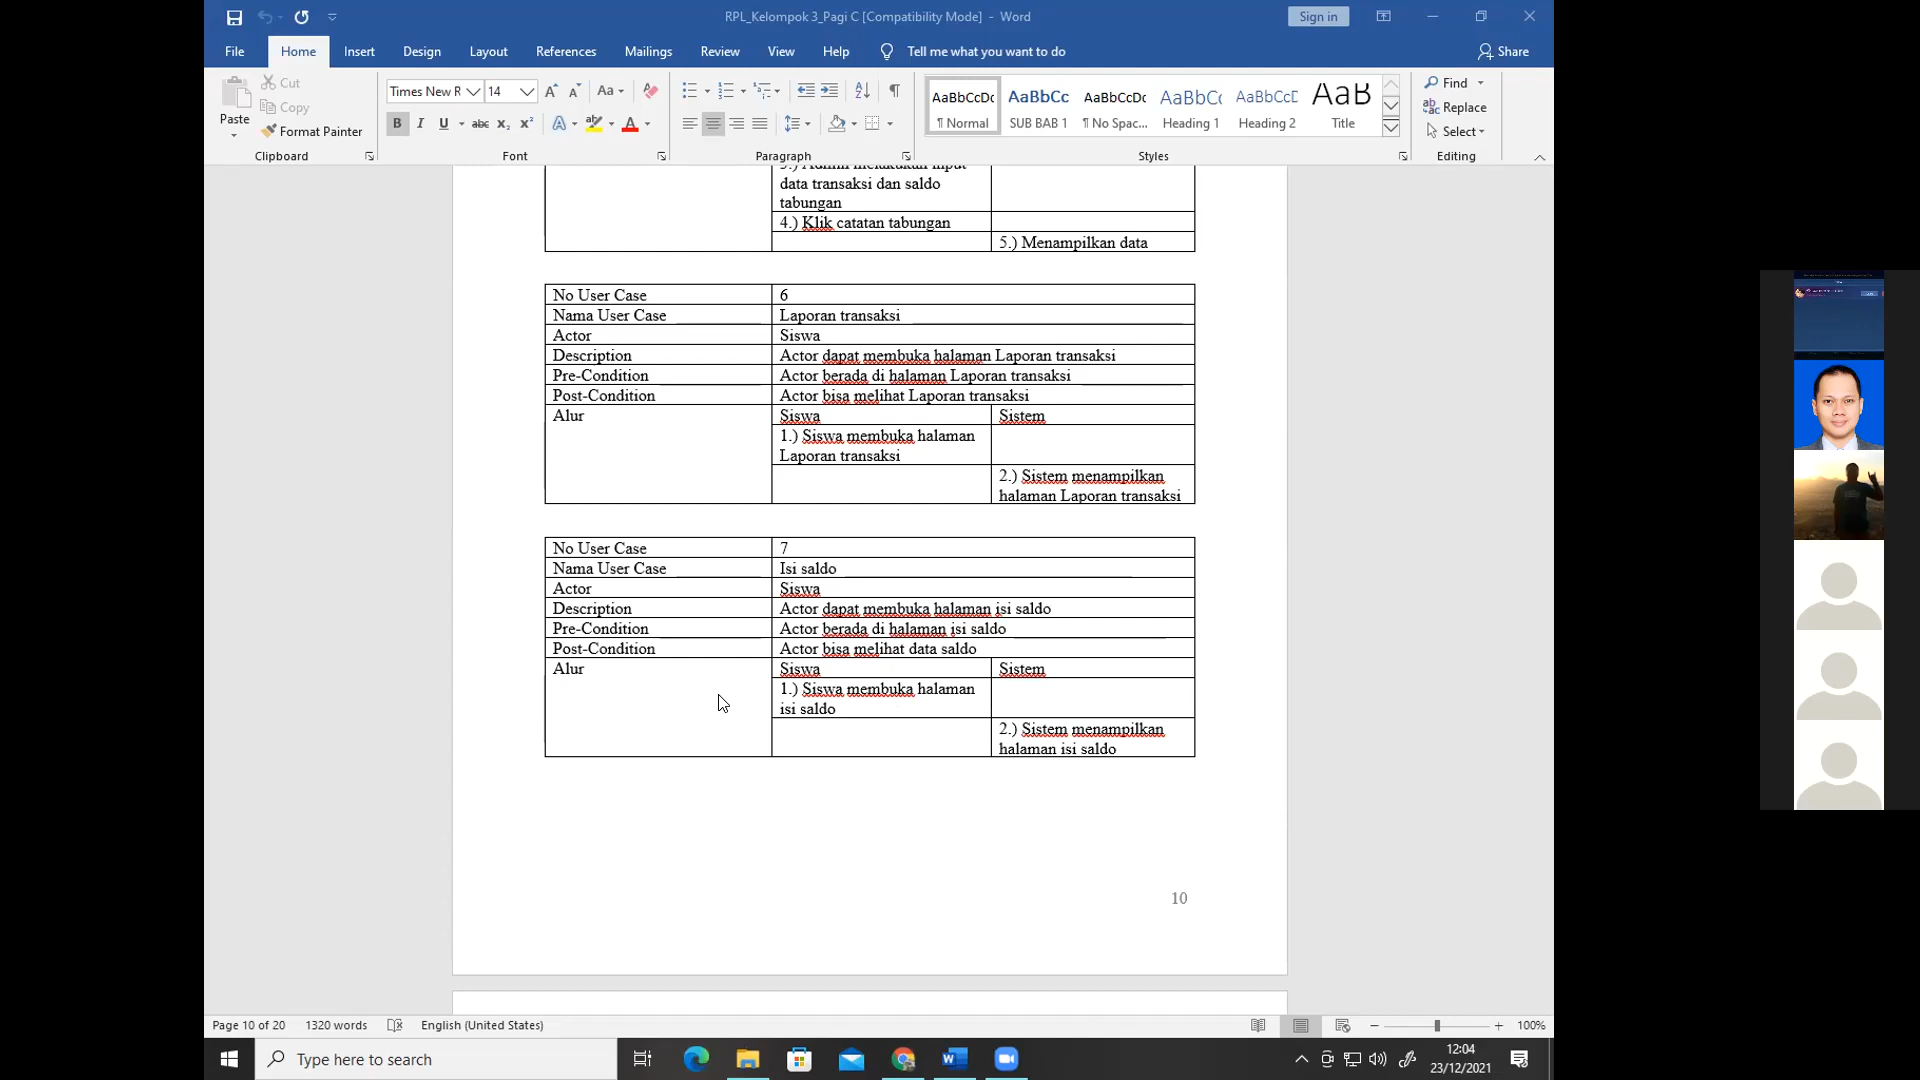 RPL_Kelompok 3_Pagi C [Compatibility Mode] - Word
Sign in
File Home Insert Design Layout References Mailings Review View Help Tell me what you want to do Share
Paste Cut
Copy
Format Painter
Times New R 14
AaBbCcDc AaBbCc AaBbCcDc AaBbCc AaBbCcD AaB
¶ Normal SUB BAB 1 ¶ No Spac... Heading 1 Heading 2 Title
Find
Replace
Select
Clipboard Font Paragraph Styles Editing
3.) Admin melakukan input
data transaksi dan saldo
tabungan
4.) Klik catatan tabungan
5.) Menampilkan data
No User Case 6
Nama User Case Laporan transaksi
Actor Siswa
Description Actor dapat membuka halaman Laporan transaksi
Pre-Condition Actor berada di halaman Laporan transaksi
Post-Condition Actor bisa melihat Laporan transaksi
Alur Siswa Sistem
1.) Siswa membuka halaman
Laporan transaksi
2.) Sistem menampilkan
halaman Laporan transaksi
No User Case 7
Nama User Case Isi saldo
Actor Siswa
Description Actor dapat membuka halaman isi saldo
Pre-Condition Actor berada di halaman isi saldo
Post-Condition Actor bisa melihat data saldo
Alur Siswa Sistem
1.) Siswa membuka halaman
isi saldo
2.) Sistem menampilkan
halaman isi saldo
10
Page 10 of 20 1320 words English (United States) 100%
Type here to search
12:04
23/12/2021